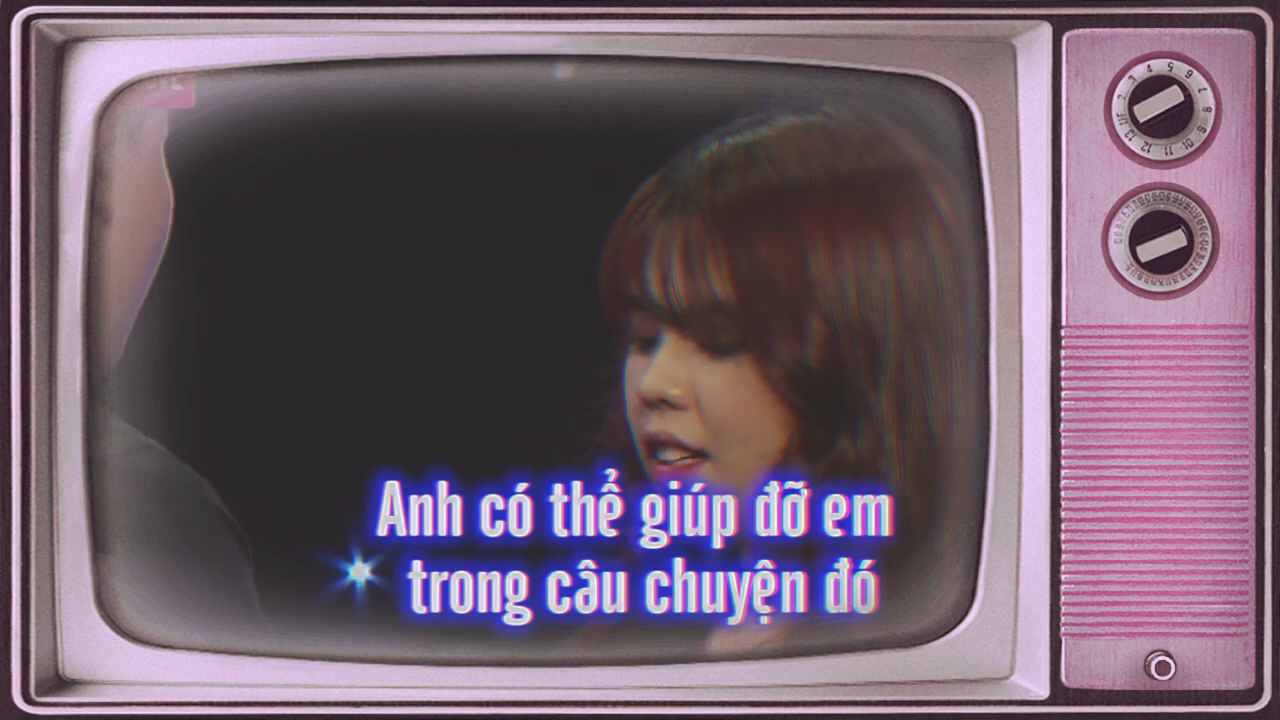 Anh có thể giúp đỡ em
trong câu chuyện đó